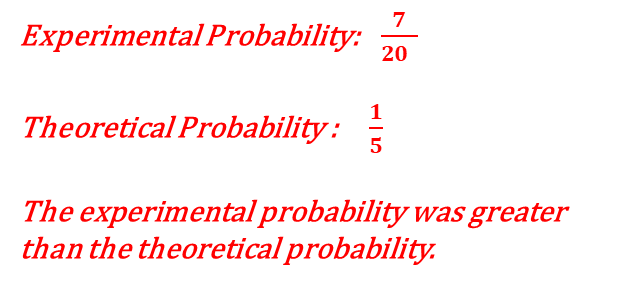 Experimental Probability: 7/20
Theoretical Probability : 1/5
The experimental probability was greater
than the theoretical probability.